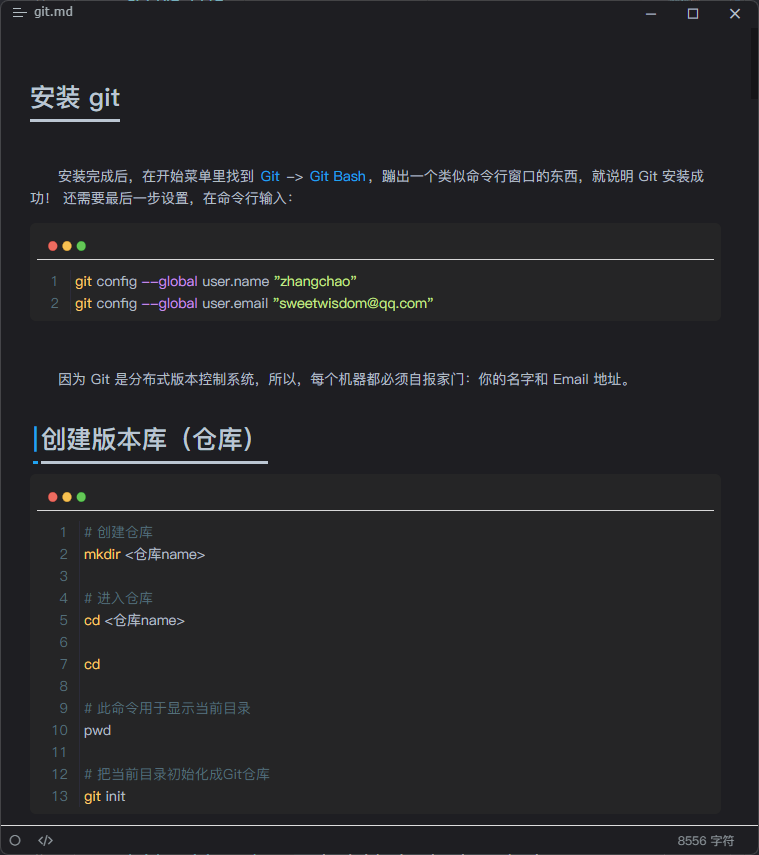 git.md
安装 git
安装完成后，在开始菜单里找到 Git -> Git Bash，蹦出一个类似命令行窗口的东西，就说明 Git 安装成
功！ 还需要最后一步设置，在命令行输入：
1 git config --global user.name "zhangchao"
2 git config --global user.email "sweetwisdom@qq.com"
因为 Git 是分布式版本控制系统，所以，每个机器都必须自报家门：你的名字和 Email 地址。
创建版本库（仓库）
1 # 创建仓库
2 mkdir <仓库name>
3
4 # 进入仓库
5 cd <仓库name>
6
7 cd
8
9 # 此命令用于显示当前目录
10 pwd
11
12 # 把当前目录初始化成Git仓库
13 git init
</> 8556 字符